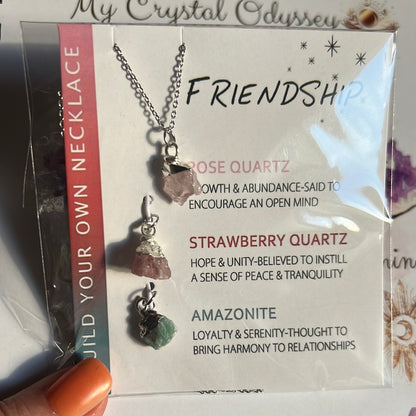 My Crystal Odyssey
BUILD YOUR OWN NECKLACE
FRIENDSHIP
ROSE QUARTZ
GROWTH & ABUNDANCE-SAID TO
ENCOURAGE AN OPEN MIND
STRAWBERRY QUARTZ
HOPE & UNITY-BELIEVED TO INSTILL
A SENSE OF PEACE & TRANQUILITY
AMAZONITE
LOYALTY & SERENITY-THOUGHT TO
BRING HARMONY TO RELATIONSHIPS